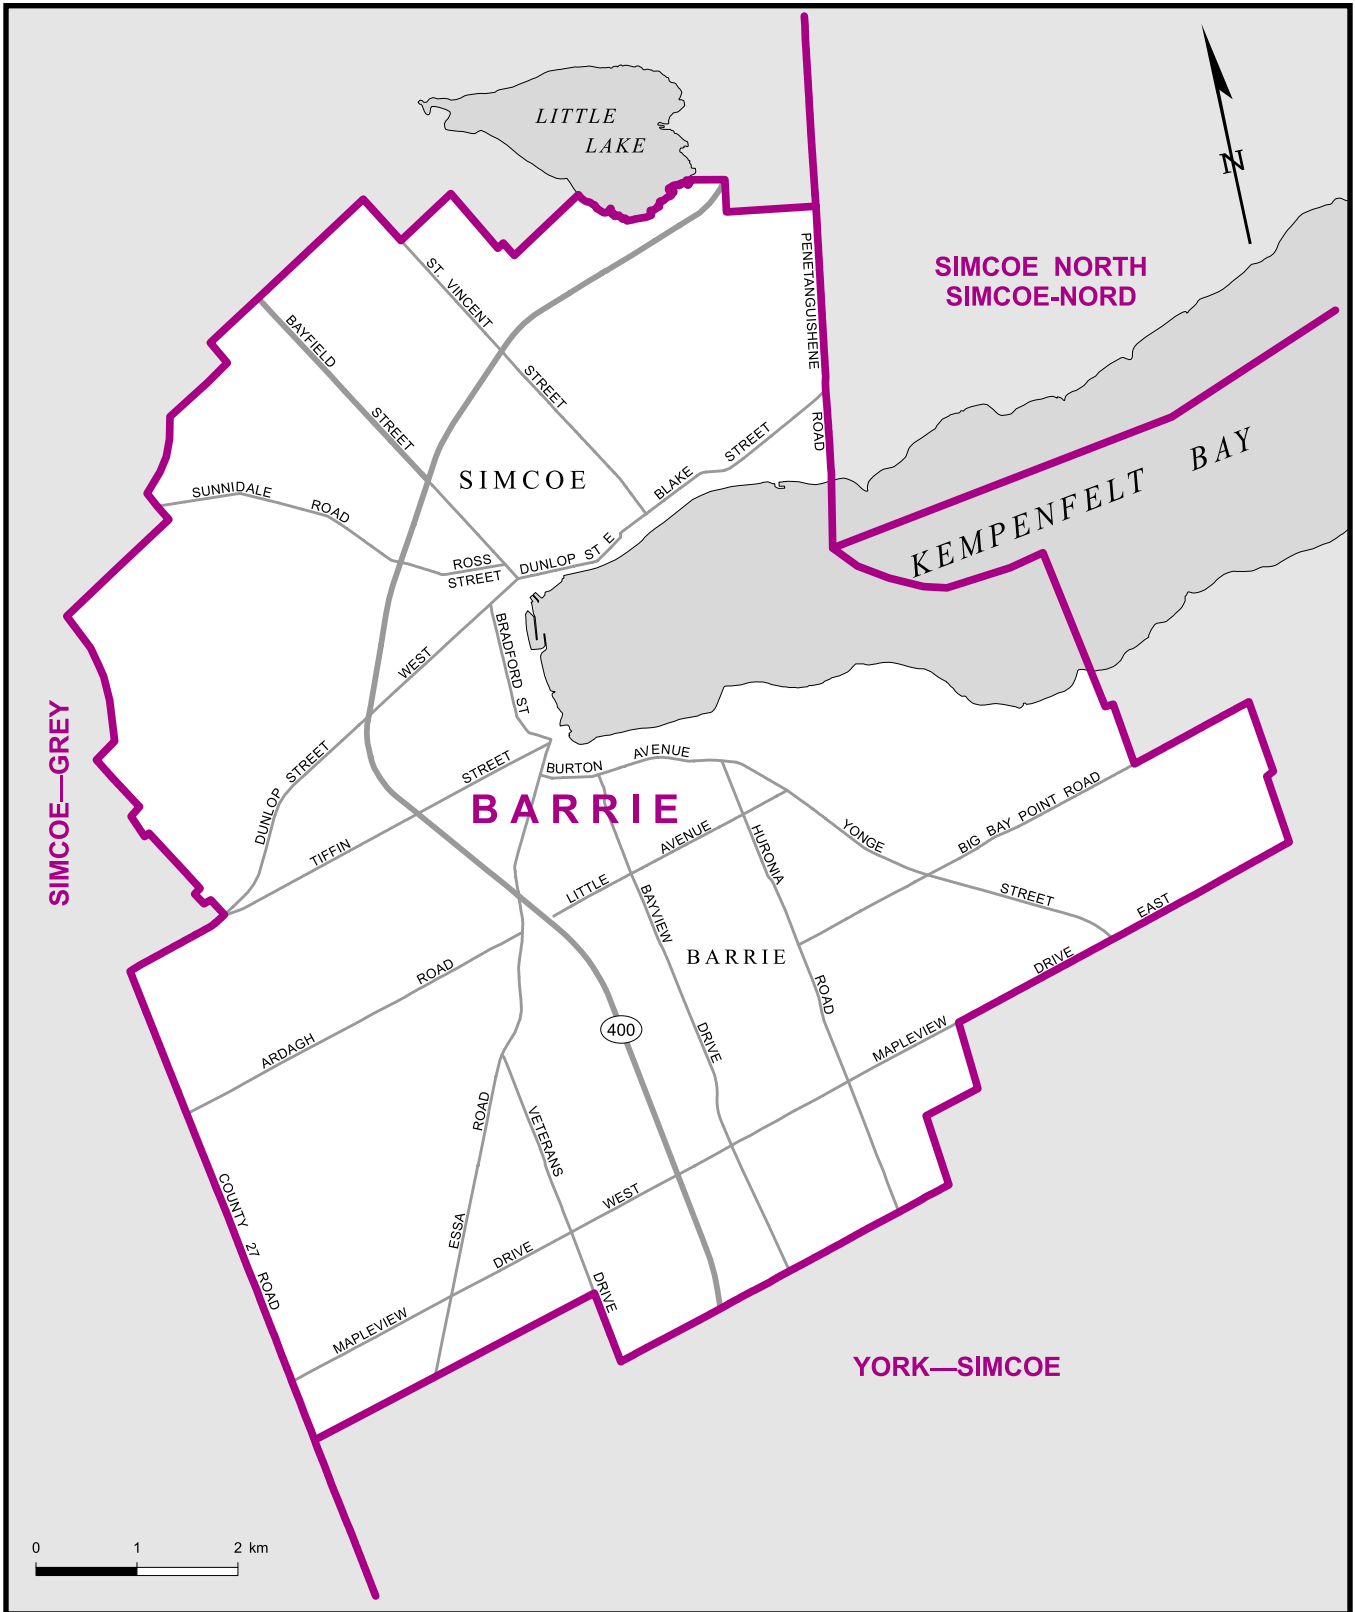 LITTLE
LAKE
N
SIMCOE NORTH
SIMCOE-NORD
PENETANGUISHENE
ROAD
ST. VINCENT
STREET
BAYFIELD
STREET
SIMCOE
BLAKE
STREET
KEMPENFELT BAY
SUNNIDALE
ROAD
ROSS
STREET
DUNLOP ST E
BRADFORD ST
WEST
STREET
DUNLOP
SIMCOE—GREY
STREET
TIFFIN
BURTON
AVENUE
BARRIE
LITTLE
AVENUE
HURONIA
ROAD
YONGE
STREET
BIG BAY POINT ROAD
EAST
DRIVE
MAPLEVIEW
BAYVIEW
DRIVE
BARRIE
ARDAGH
ROAD
400
ROAD
ESSA
VETERANS
DRIVE
WEST
DRIVE
MAPLEVIEW
COUNTY 27 ROAD
YORK—SIMCOE
0 1 2 km